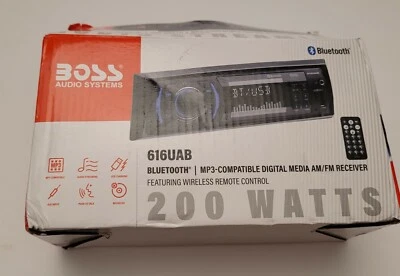 Bluetooth®
BOSS
AUDIO SYSTEMS
BT/USB
616UAB
BLUETOOTH® | MP3-COMPATIBLE DIGITAL MEDIA AM/FM RECEIVER
FEATURING WIRELESS REMOTE CONTROL
200 WATTS
MP3